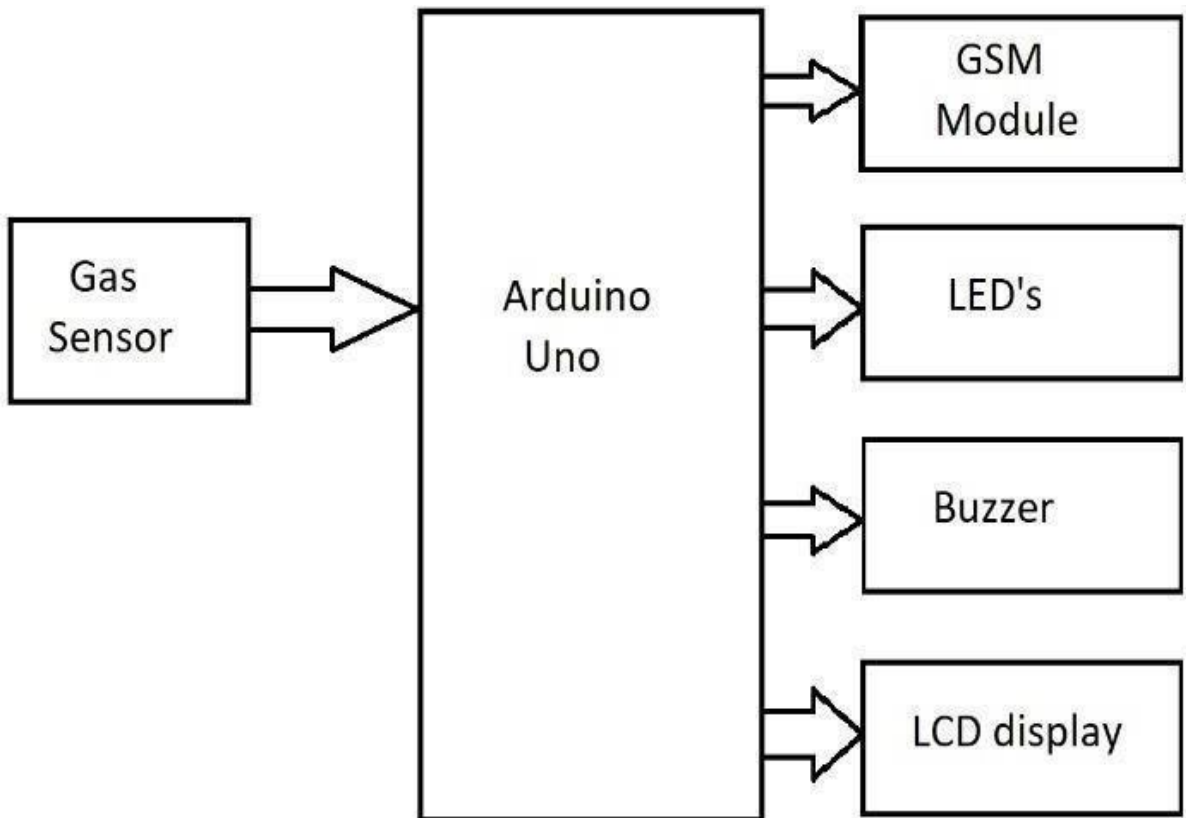 Gas
Sensor
Arduino
Uno
GSM
Module
LED's
Buzzer
LCD display